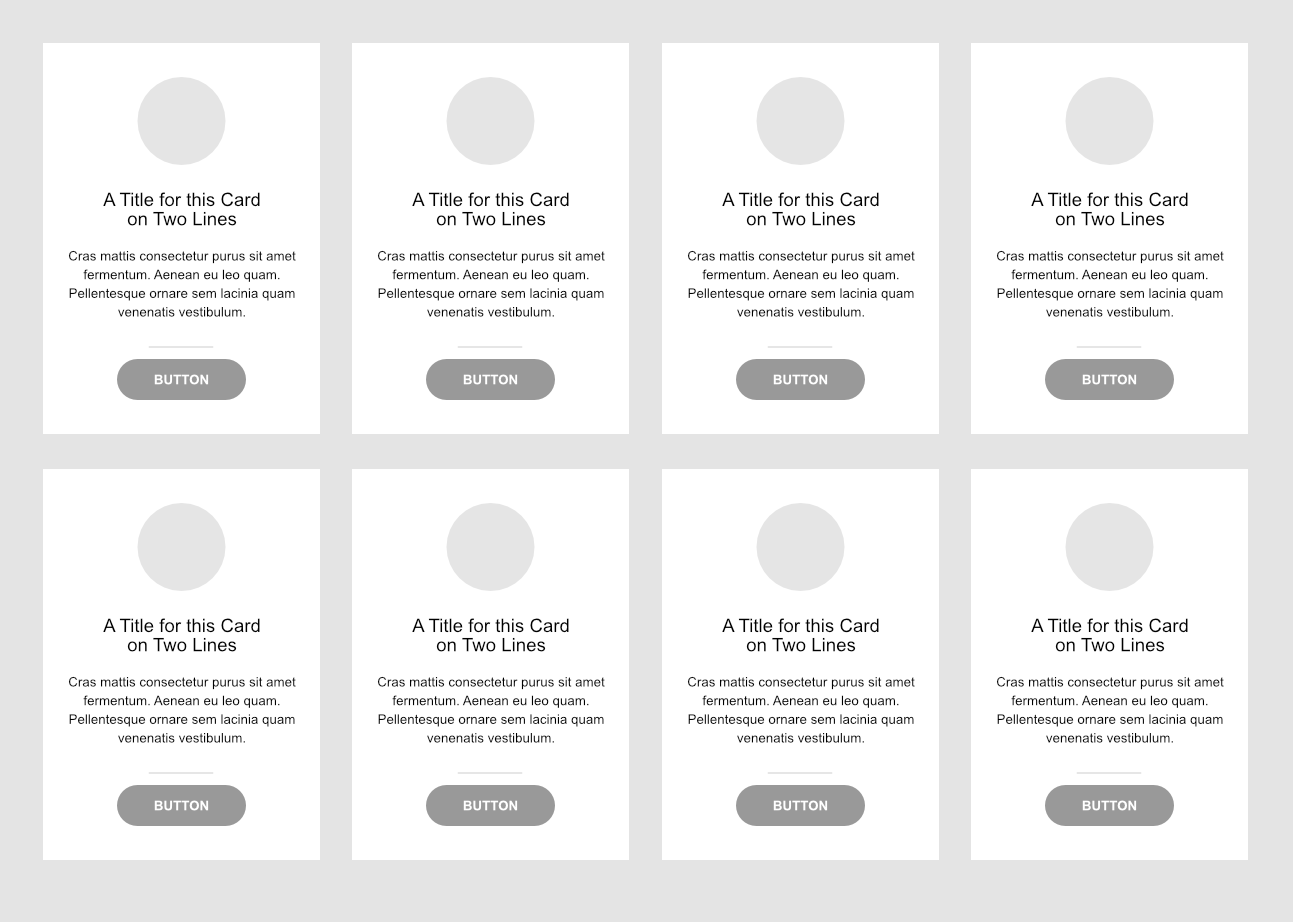 A Title for this Card
on Two Lines
Cras mattis consectetur purus sit amet
fermentum. Aenean eu leo quam.
Pellentesque ornare sem lacinia quam
venenatis vestibulum.
BUTTON
A Title for this Card
on Two Lines
Cras mattis consectetur purus sit amet
fermentum. Aenean eu leo quam.
Pellentesque ornare sem lacinia quam
venenatis vestibulum.
BUTTON
A Title for this Card
on Two Lines
Cras mattis consectetur purus sit amet
fermentum. Aenean eu leo quam.
Pellentesque ornare sem lacinia quam
venenatis vestibulum.
BUTTON
A Title for this Card
on Two Lines
Cras mattis consectetur purus sit amet
fermentum. Aenean eu leo quam.
Pellentesque ornare sem lacinia quam
venenatis vestibulum.
BUTTON
A Title for this Card
on Two Lines
Cras mattis consectetur purus sit amet
fermentum. Aenean eu leo quam.
Pellentesque ornare sem lacinia quam
venenatis vestibulum.
BUTTON
A Title for this Card
on Two Lines
Cras mattis consectetur purus sit amet
fermentum. Aenean eu leo quam.
Pellentesque ornare sem lacinia quam
venenatis vestibulum.
BUTTON
A Title for this Card
on Two Lines
Cras mattis consectetur purus sit amet
fermentum. Aenean eu leo quam.
Pellentesque ornare sem lacinia quam
venenatis vestibulum.
BUTTON
A Title for this Card
on Two Lines
Cras mattis consectetur purus sit amet
fermentum. Aenean eu leo quam.
Pellentesque ornare sem lacinia quam
venenatis vestibulum.
BUTTON